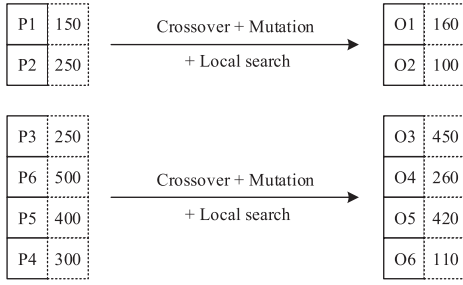 P1 150 Crossover + Mutation O1 160
P2 250 + Local search O2 100
P3 250 O3 450
P6 500 Crossover + Mutation O4 260
P5 400 + Local search O5 420
P4 300 O6 110